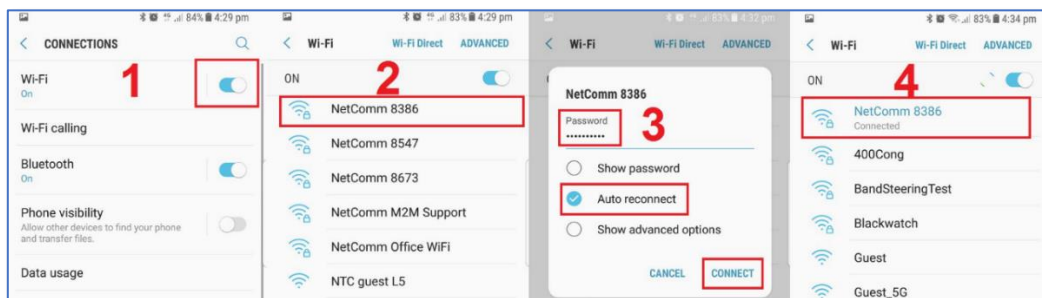 84% 4:29 pm
< CONNECTIONS
1
Wi-Fi
On
Wi-Fi calling
Bluetooth
On
Phone visibility
Allow other devices to find your phone
and transfer files.
Data usage
83% 4:29 pm
< Wi-Fi Wi-Fi Direct ADVANCED
ON
2
NetComm 8386
NetComm 8547
NetComm 8673
NetComm M2M Support
NetComm Office WiFi
NTC guest L5
83% 4:32 pm
< Wi-Fi Wi-Fi Direct ADVANCED
NetComm 8386
Password
••••••••••
3
Show password
Auto reconnect
Show advanced options
CANCEL CONNECT
83% 4:34 pm
< Wi-Fi Wi-Fi Direct ADVANCED
ON
4
NetComm 8386
Connected
400Cong
BandSteeringTest
Blackwatch
Guest
Guest_5G